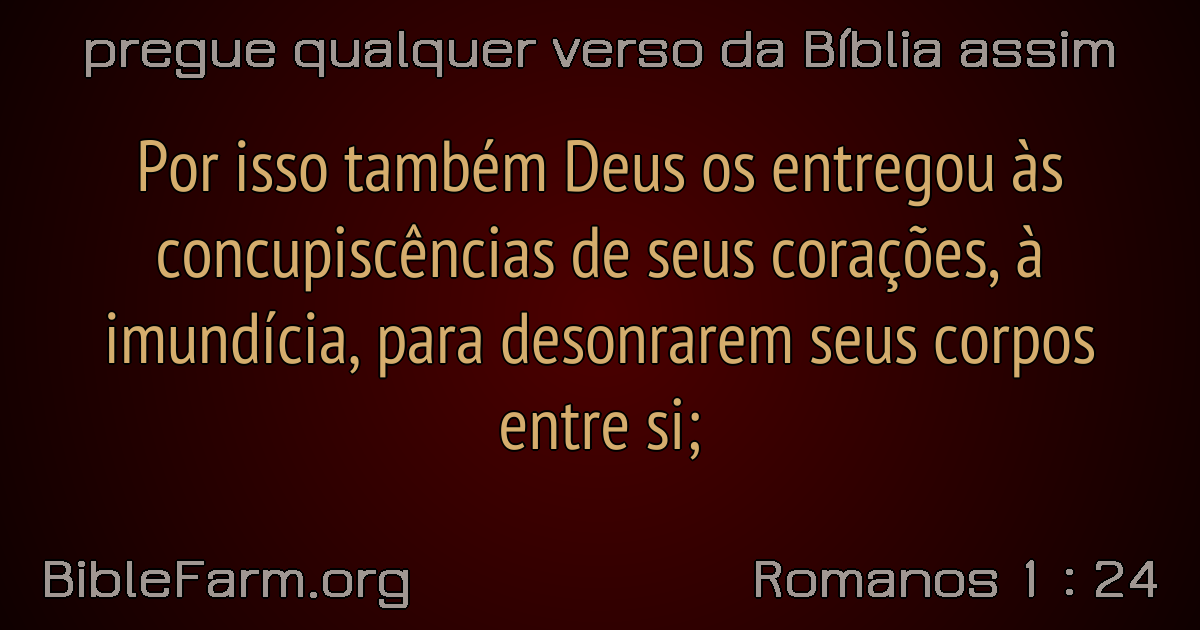 pregue qualquer verso da Bíblia assim
Por isso também Deus os entregou às
concupiscências de seus corações, à
imundícia, para desonrarem seus corpos
entre si;
BibleFarm.org
Romanos 1 : 24